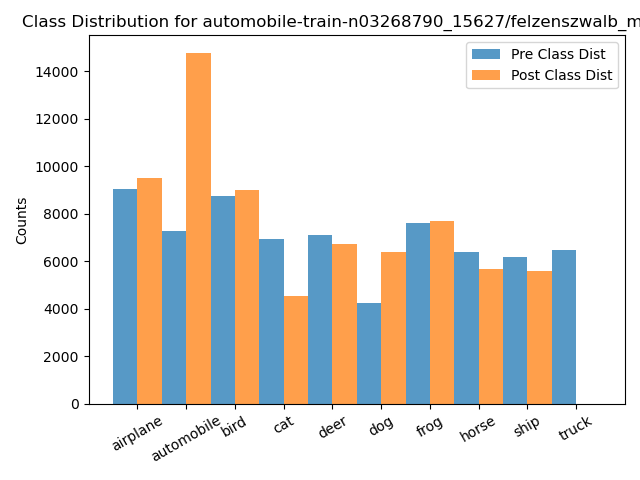 Class Distribution for automobile-train-n03268790_15627/felzenszwalb_m
Pre Class Dist
Post Class Dist
14000
12000
10000
8000
6000
4000
2000
0
Counts
airplane
automobile
bird
cat
deer
dog
frog
horse
ship
truck